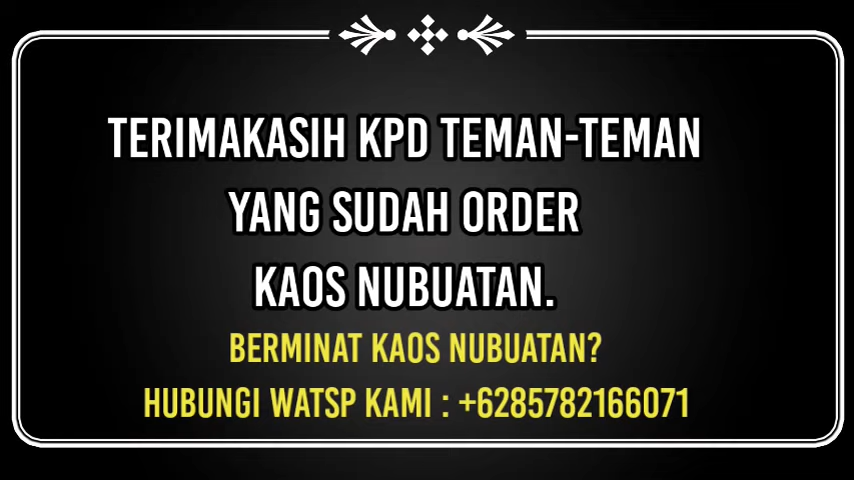 TERIMAKASIH KPD TEMAN-TEMAN
YANG SUDAH ORDER
KAOS NUBUATAN.
BERMINAT KAOS NUBUATAN?
HUBUNGI WATSP KAMI : +6285782166071